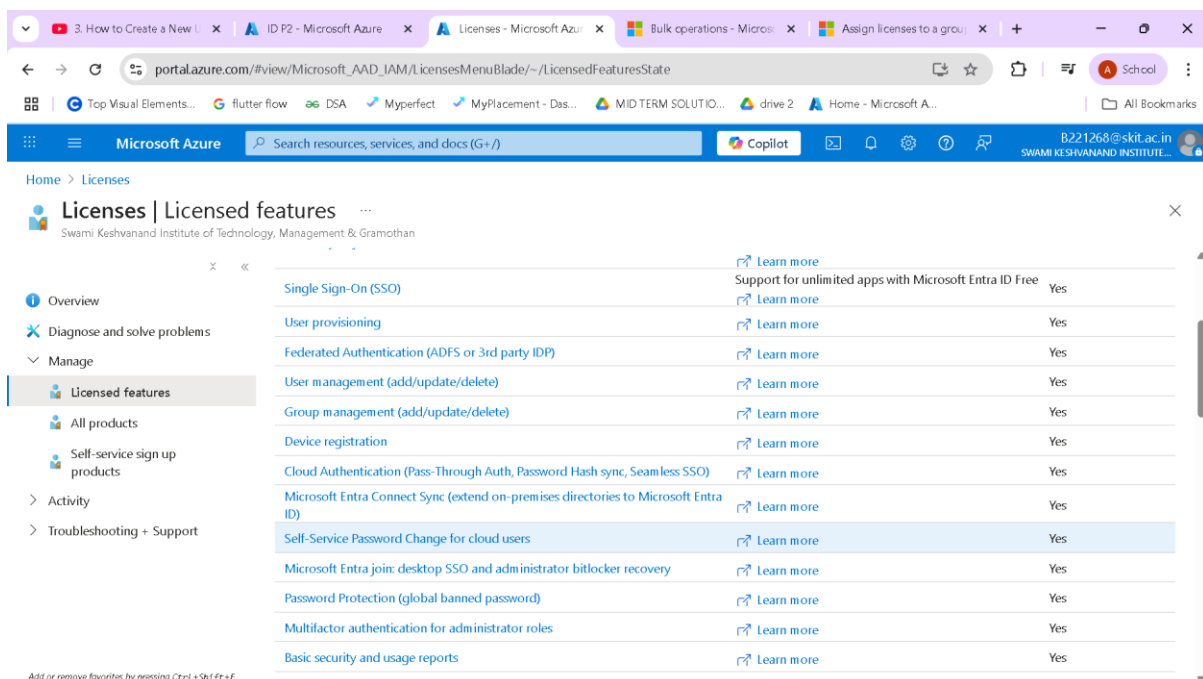 3. How to Create a New U
ID P2 - Microsoft Azure
Licenses - Microsoft Azur
Bulk operations - Microso
Assign licenses to a group
portal.azure.com/#view/Microsoft_AAD_IAM/LicensesMenuBlade/~/LicensedFeaturesState
A School
Top Visual Elements...
flutter flow
DSA
Myperfect
MyPlacement - Das...
MID TERM SOLUTIO...
drive 2
Home - Microsoft A...
All Bookmarks
Microsoft Azure
Search resources, services, and docs (G+/)
Copilot
B221268@skit.ac.in
SWAMI KESHVANAND INSTITUTE...
Home > Licenses
Licenses | Licensed features ...
Swami Keshvanand Institute of Technology, Management & Gramothan
Overview
Diagnose and solve problems
Manage
Licensed features
All products
Self-service sign up
products
Activity
Troubleshooting + Support
Add or remove favorites by pressing Ctrl+Shift+F
Learn more
Single Sign-On (SSO) Support for unlimited apps with Microsoft Entra ID Free Yes
Learn more
User provisioning Learn more Yes
Federated Authentication (ADFS or 3rd party IDP) Learn more Yes
User management (add/update/delete) Learn more Yes
Group management (add/update/delete) Learn more Yes
Device registration Learn more Yes
Cloud Authentication (Pass-Through Auth, Password Hash sync, Seamless SSO) Learn more Yes
Microsoft Entra Connect Sync (extend on-premises directories to Microsoft Entra
ID) Learn more Yes
Self-Service Password Change for cloud users Learn more Yes
Microsoft Entra join: desktop SSO and administrator bitlocker recovery Learn more Yes
Password Protection (global banned password) Learn more Yes
Multifactor authentication for administrator roles Learn more Yes
Basic security and usage reports Learn more Yes